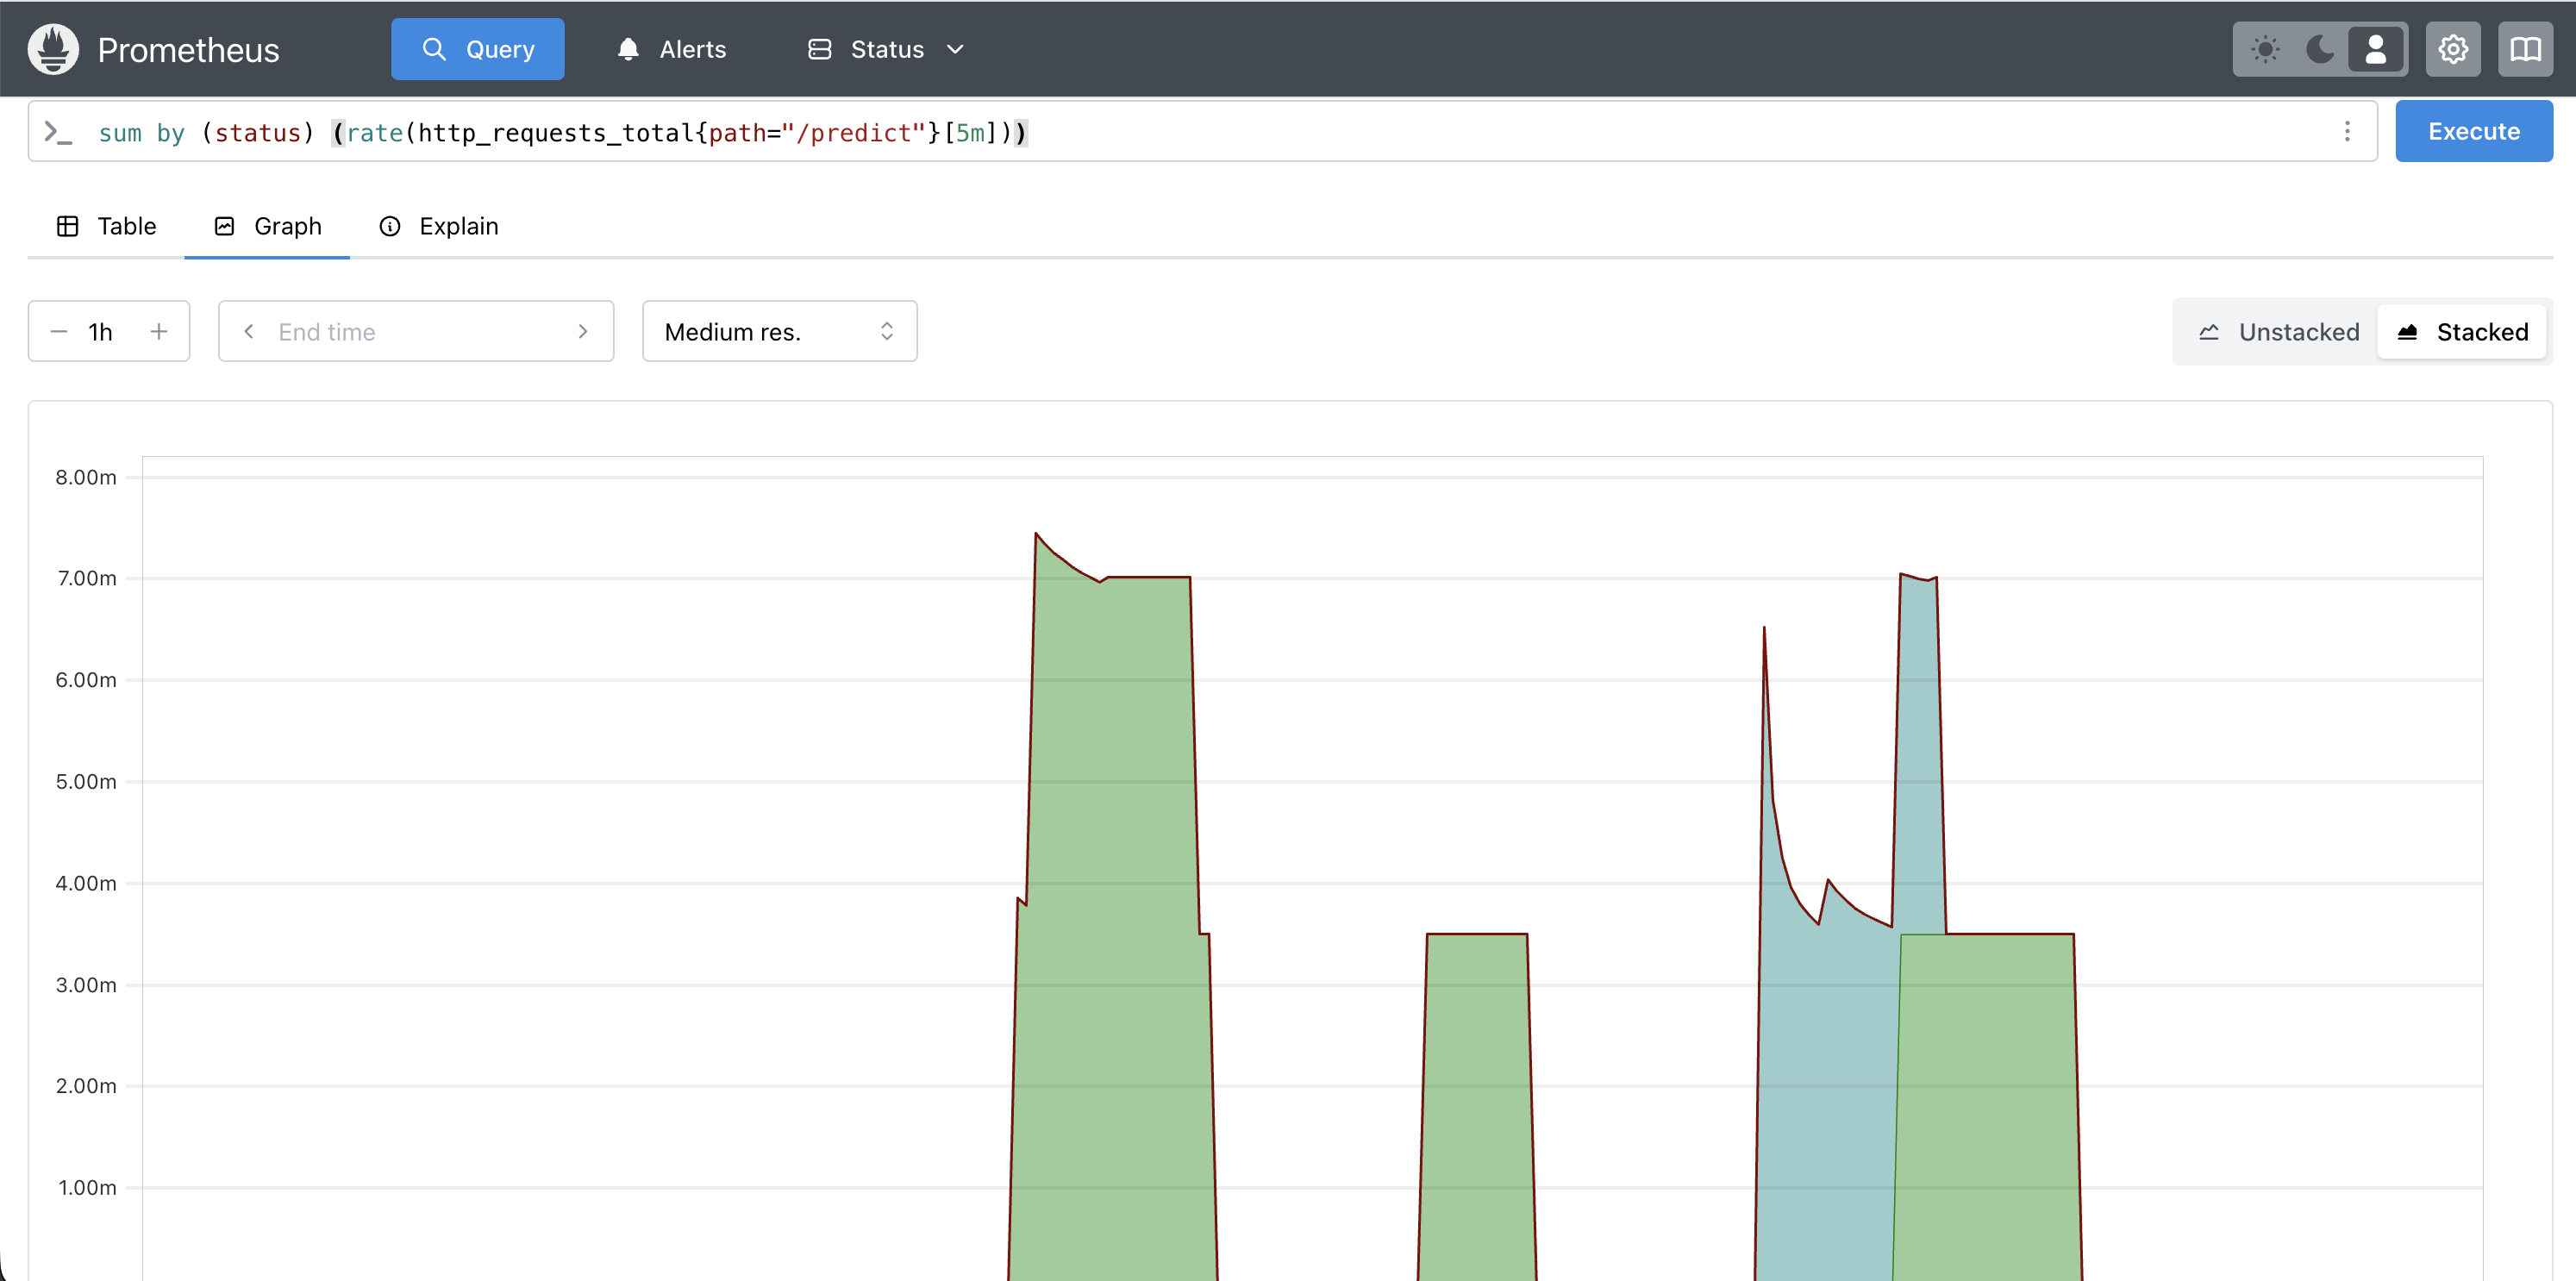 Prometheus Query Alerts Status
sum by (status) (rate(http_requests_total{path="/predict"}[5m]))
Execute
Table Graph Explain
1h End time Medium res. Unstacked Stacked
8.00m
7.00m
6.00m
5.00m
4.00m
3.00m
2.00m
1.00m